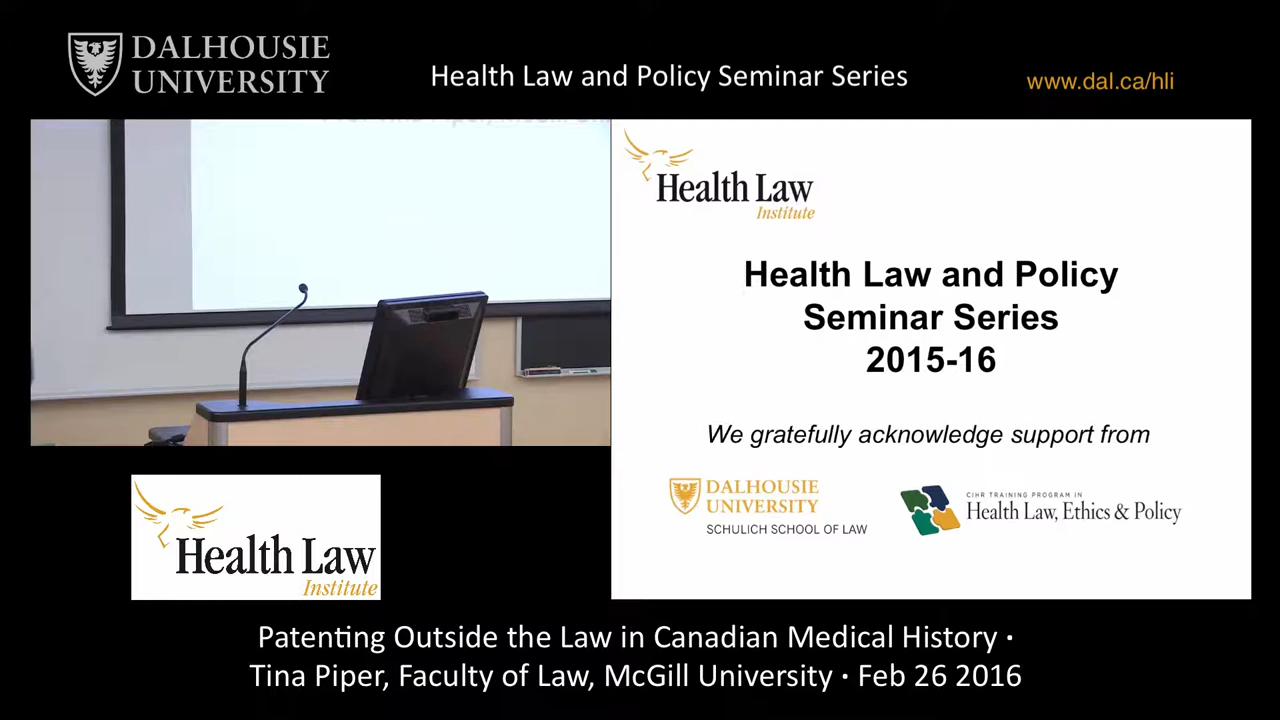 DALHOUSIE
UNIVERSITY
Health Law and Policy Seminar Series
www.dal.ca/hli
Health Law
Institute
Health Law and Policy
Seminar Series
2015-16
We gratefully acknowledge support from
DALHOUSIE
UNIVERSITY
SCHULICH SCHOOL OF LAW
CIHR TRAINING PROGRAM IN
Health Law, Ethics & Policy
Health Law
Institute
Patenting Outside the Law in Canadian Medical History ·
Tina Piper, Faculty of Law, McGill University · Feb 26 2016